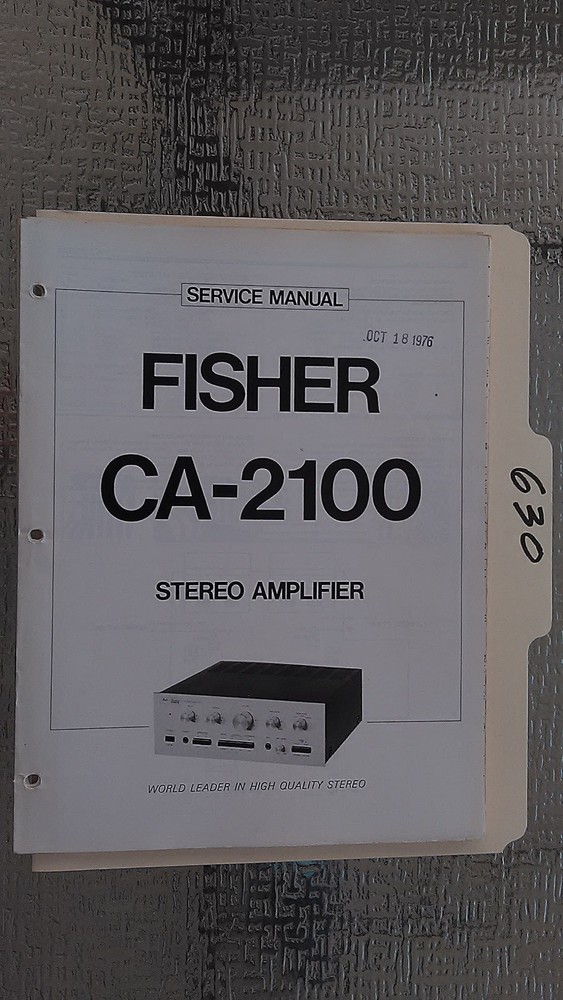 SERVICE MANUAL
.OCT 18 1976
FISHER
CA-2100
STEREO AMPLIFIER
WORLD LEADER IN HIGH QUALITY STEREO
630